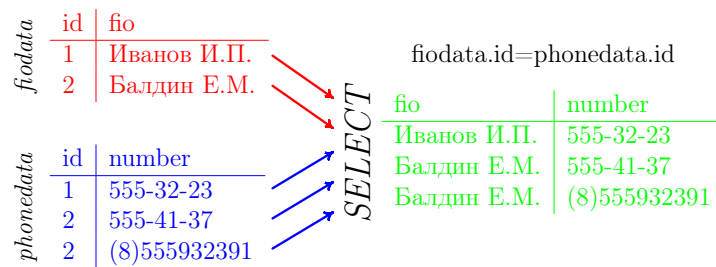 fiodata
id fio
1 Иванов И.П.
2 Балдин Е.М.
phonedata
id number
1 555-32-23
2 555-41-37
2 (8)555932391
SELECT
fiodata.id=phonedata.id
fio number
Иванов И.П. 555-32-23
Балдин Е.М. 555-41-37
Балдин Е.М. (8)555932391